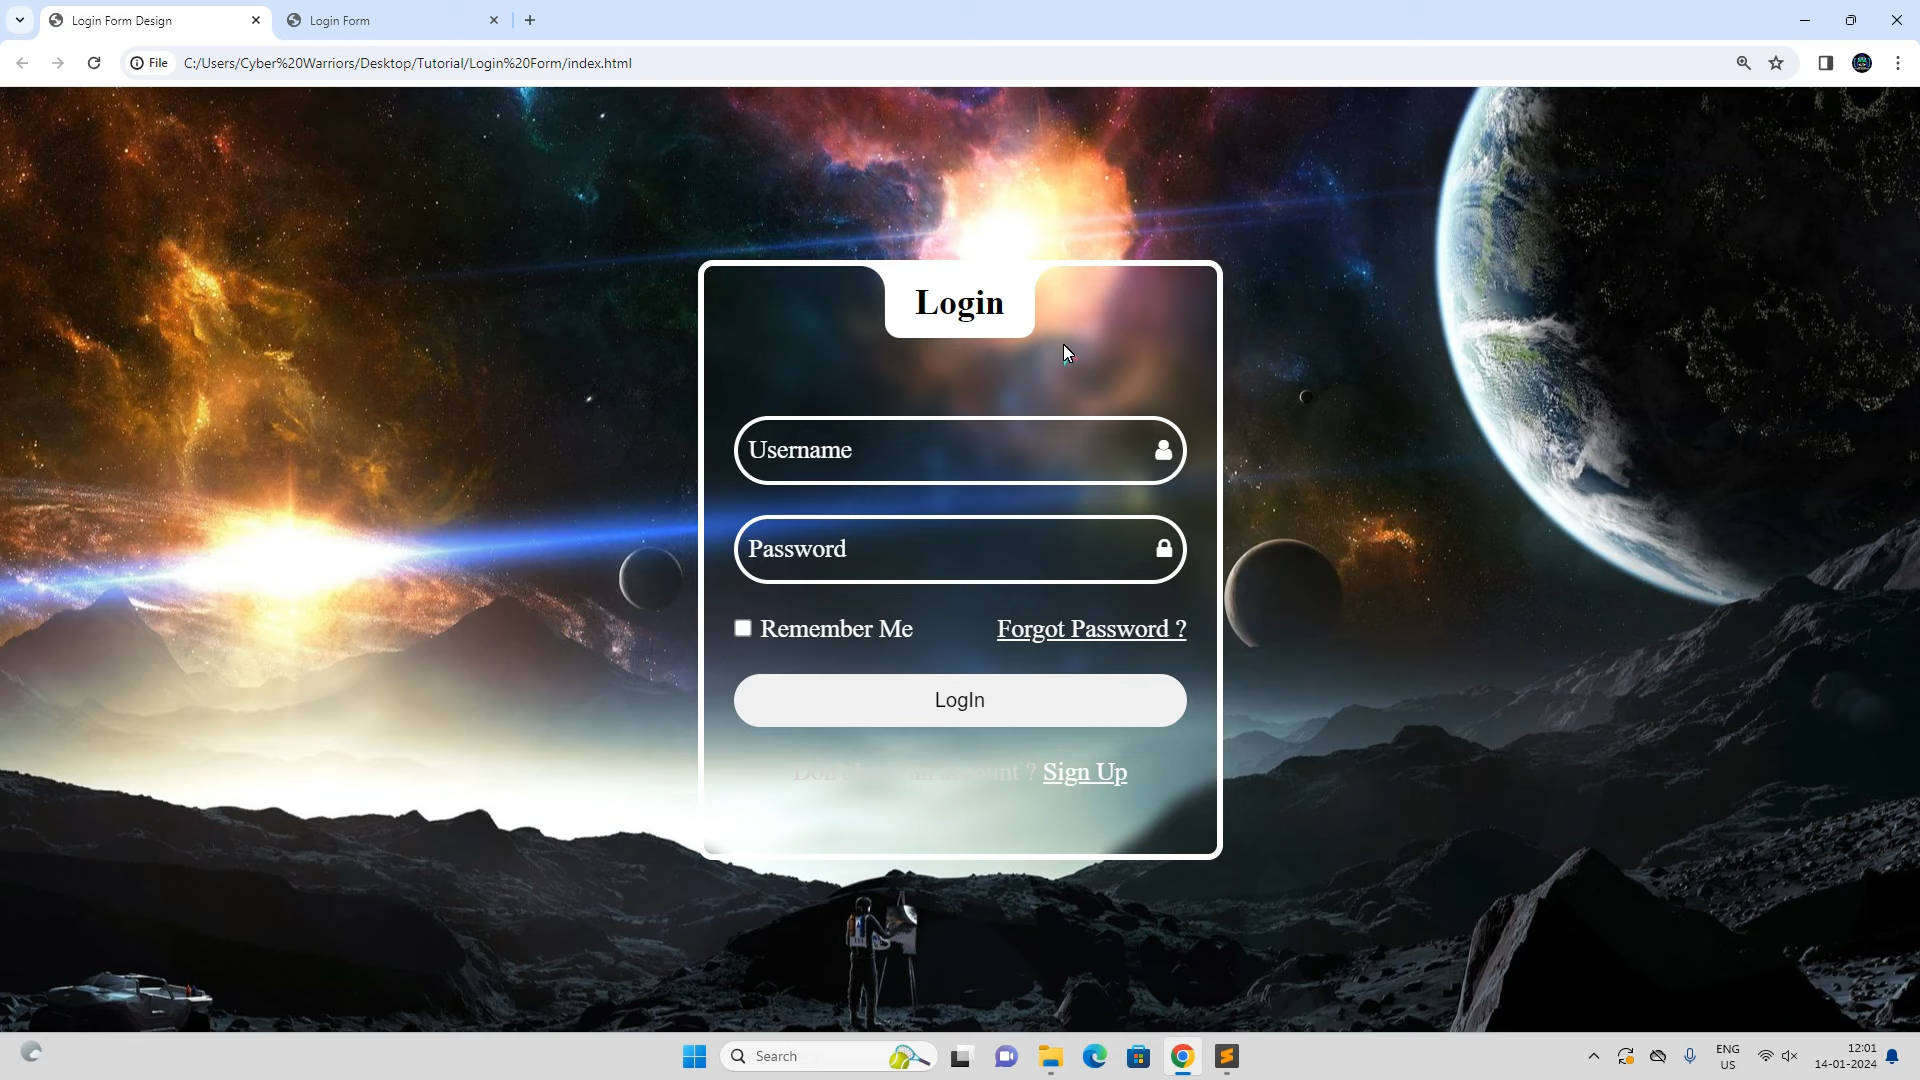 Login Form Design
Login Form
File
C:/Users/Cyber%20Warriors/Desktop/Tutorial/Login%20Form/index.html
Login
Username
Password
Remember Me
Forgot Password ?
LogIn
? Sign Up
Search
ENG
US
12:01
14-01-2024